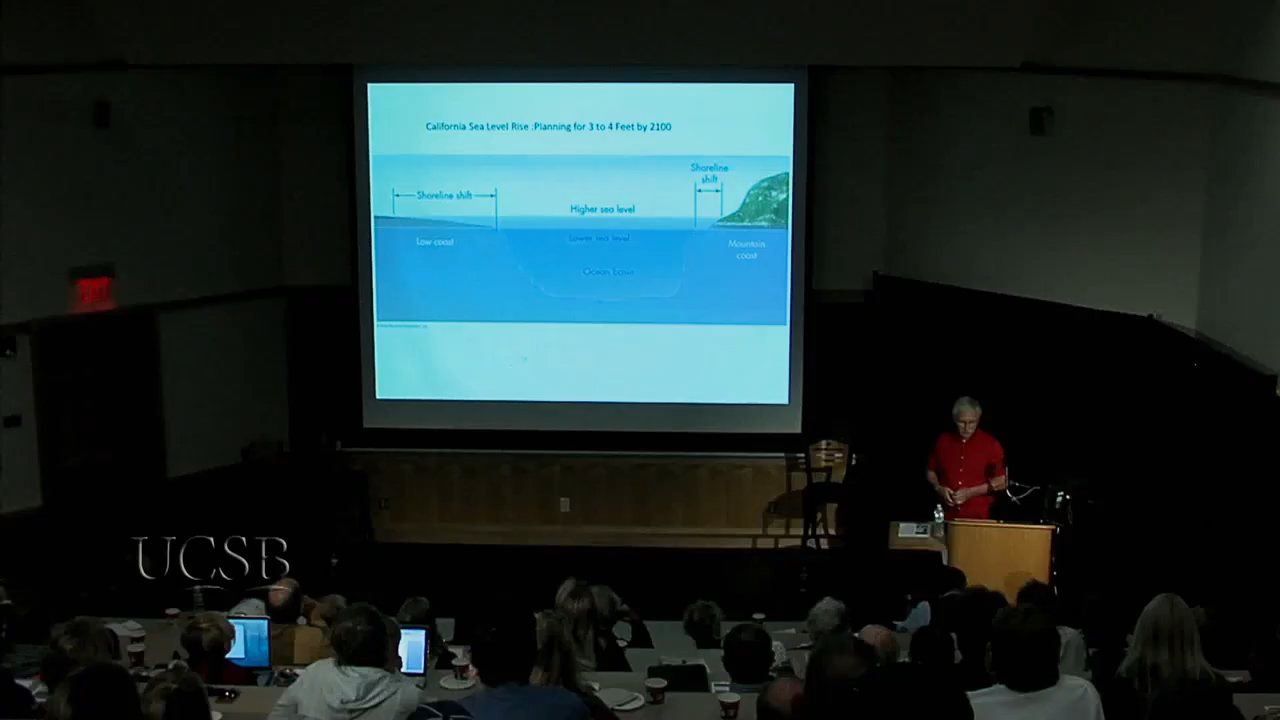 California Sea Level Rise :Planning for 3 to 4 Feet by 2100
Shoreline
shift
Shoreline shift
Higher sea level
Lower sea level
Low coast
Mountain
coast
Ocean basin
EXIT
UCSB